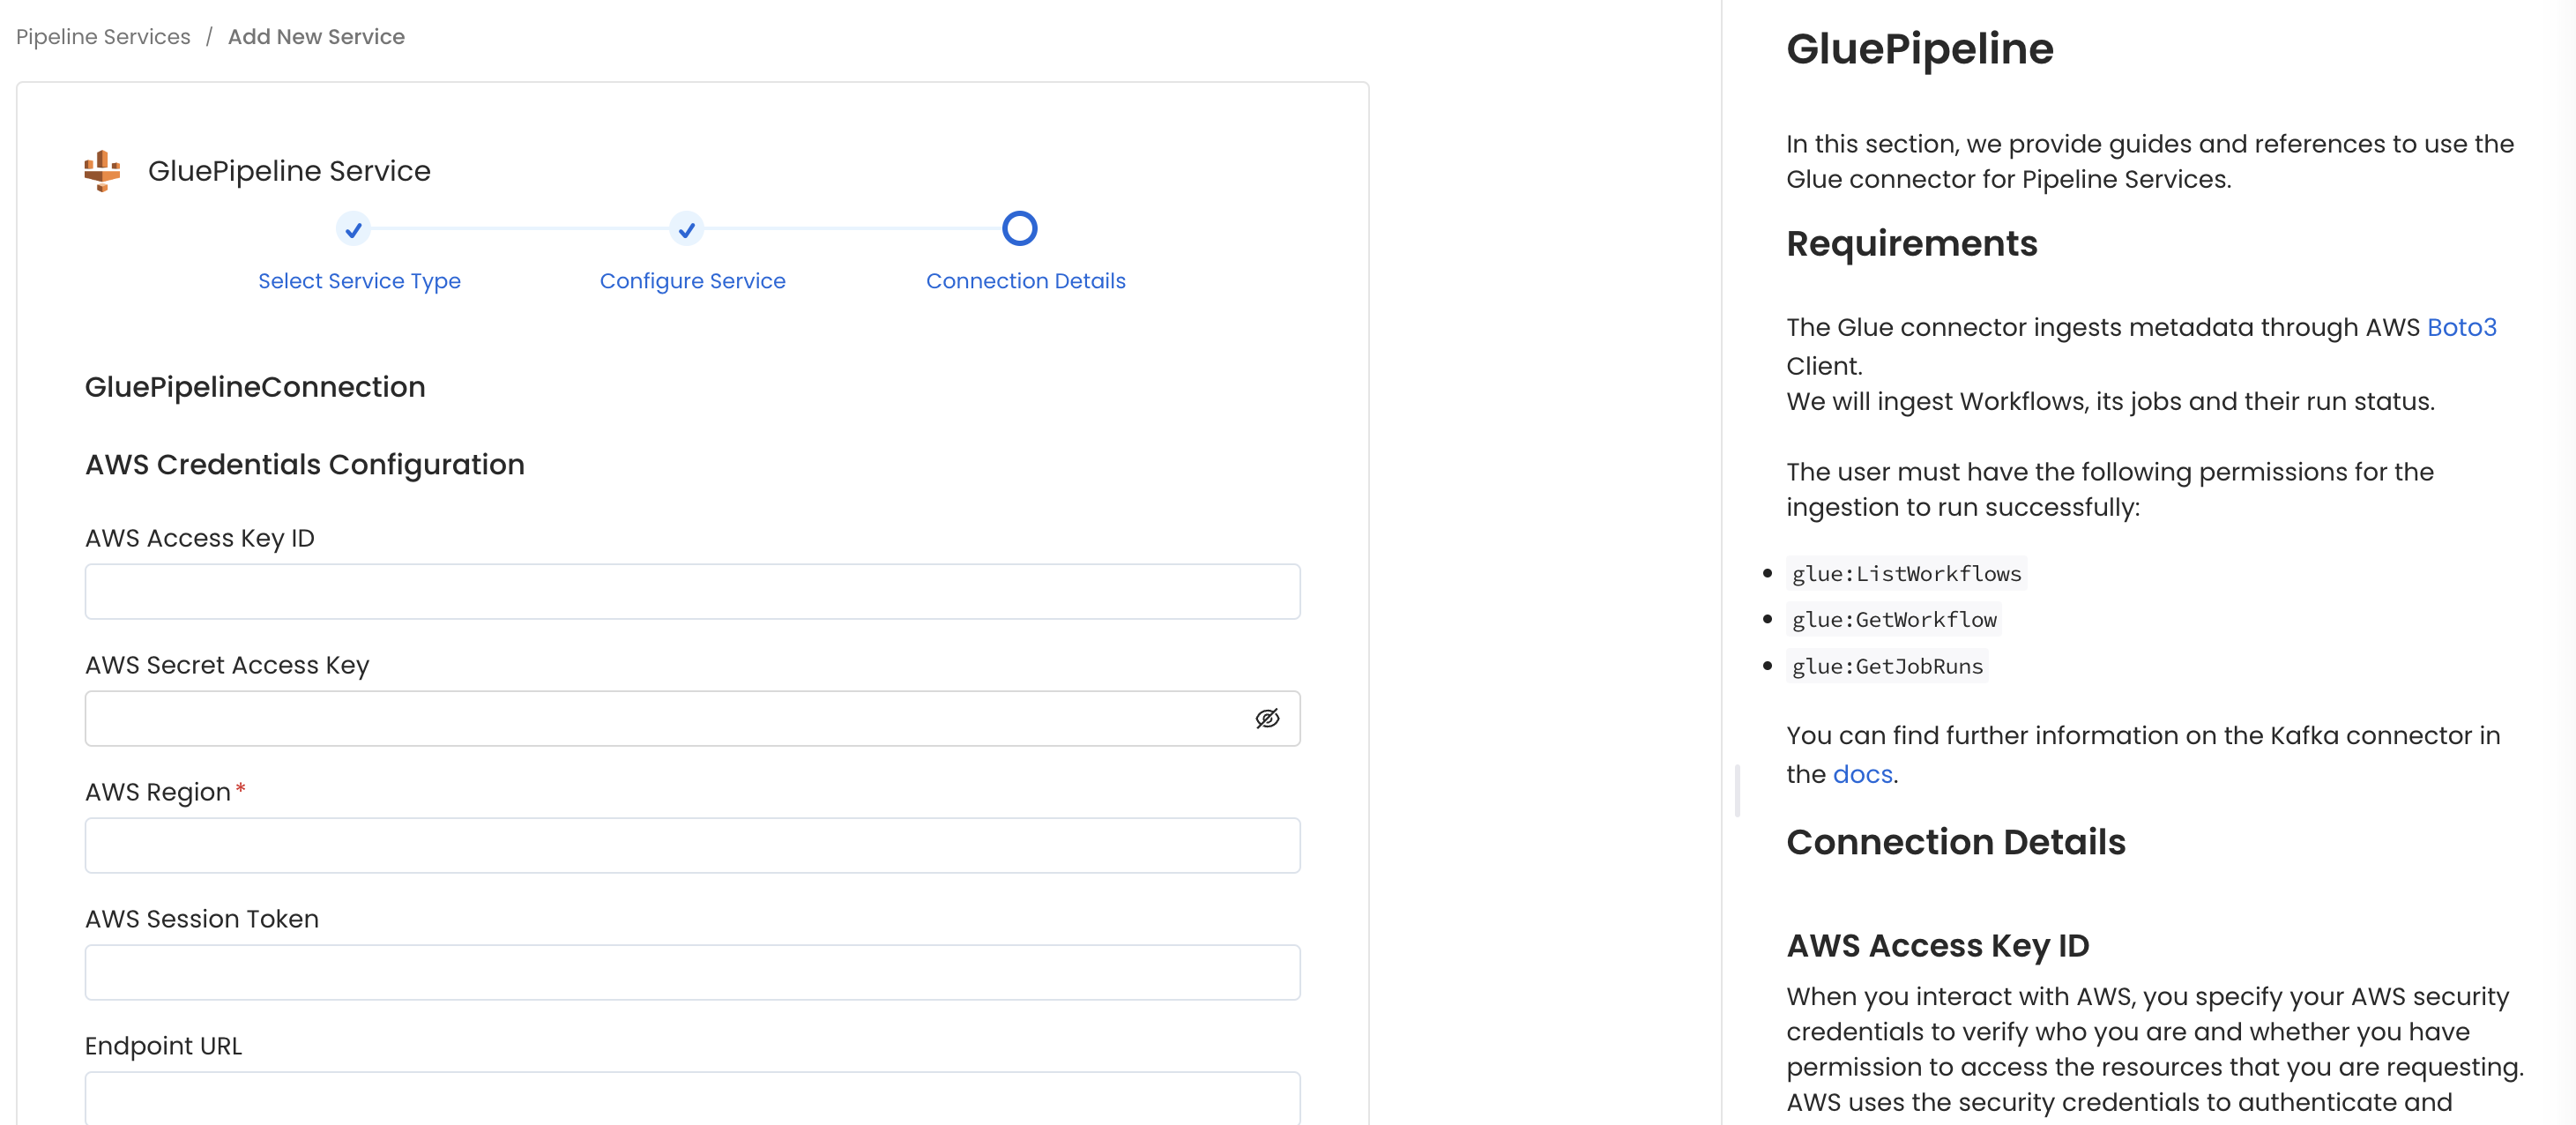 Pipeline Services / Add New Service
GluePipeline Service
Select Service Type
Configure Service
Connection Details
GluePipelineConnection
AWS Credentials Configuration
AWS Access Key ID
AWS Secret Access Key
AWS Region*
AWS Session Token
Endpoint URL
GluePipeline
In this section, we provide guides and references to use the
Glue connector for Pipeline Services.
Requirements
The Glue connector ingests metadata through AWS Boto3
Client.
We will ingest Workflows, its jobs and their run status.
The user must have the following permissions for the
ingestion to run successfully:
• glue:ListWorkflows
• glue:GetWorkflow
• glue:GetJobRuns
You can find further information on the Kafka connector in
the docs.
Connection Details
AWS Access Key ID
When you interact with AWS, you specify your AWS security
credentials to verify who you are and whether you have
permission to access the resources that you are requesting.
AWS uses the security credentials to authenticate and